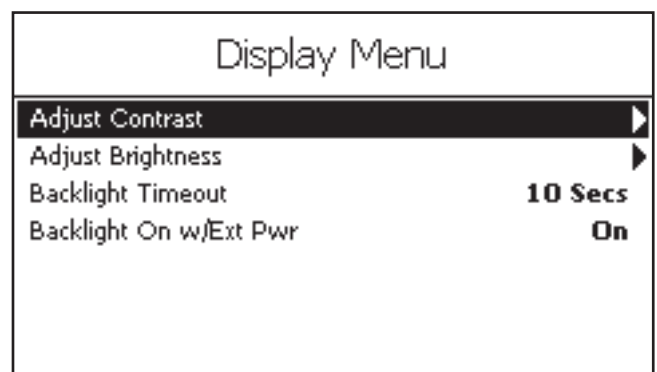 Display Menu
Adjust Contrast
Adjust Brightness
Backlight Timeout 10 Secs
Backlight On w/Ext Pwr On